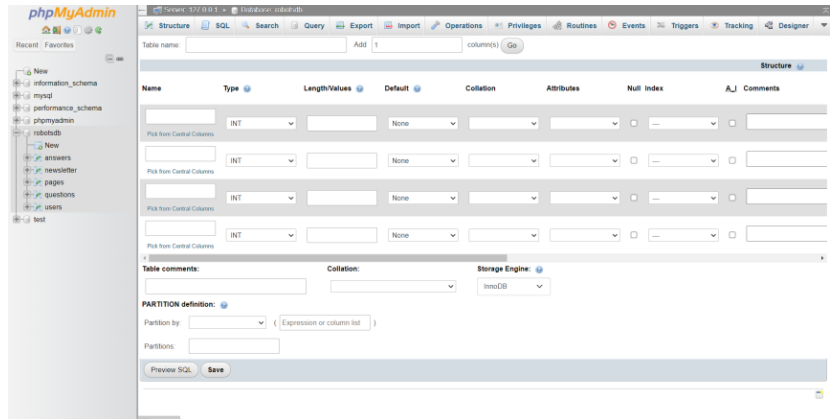 phpMyAdmin
Recent Favorites
New
information_schema
mysql
performance_schema
phpmyadmin
robotsdb
New
answers
newsletter
pages
questions
users
test
Server: 127.0.0.1 » Database: robotsdb
Structure SQL Search Query Export Import Operations Privileges Routines Events Triggers Tracking Designer
Table name: Add 1 column(s) Go
Structure
Name Type Length/Values Default Collation Attributes Null Index A_I Comments
INT None ---
Pick from Central Columns
INT None ---
Pick from Central Columns
INT None ---
Pick from Central Columns
INT None ---
Pick from Central Columns
Table comments: Collation: Storage Engine:
InnoDB
PARTITION definition:
Partition by: ( Expression or column list )
Partitions:
Preview SQL Save